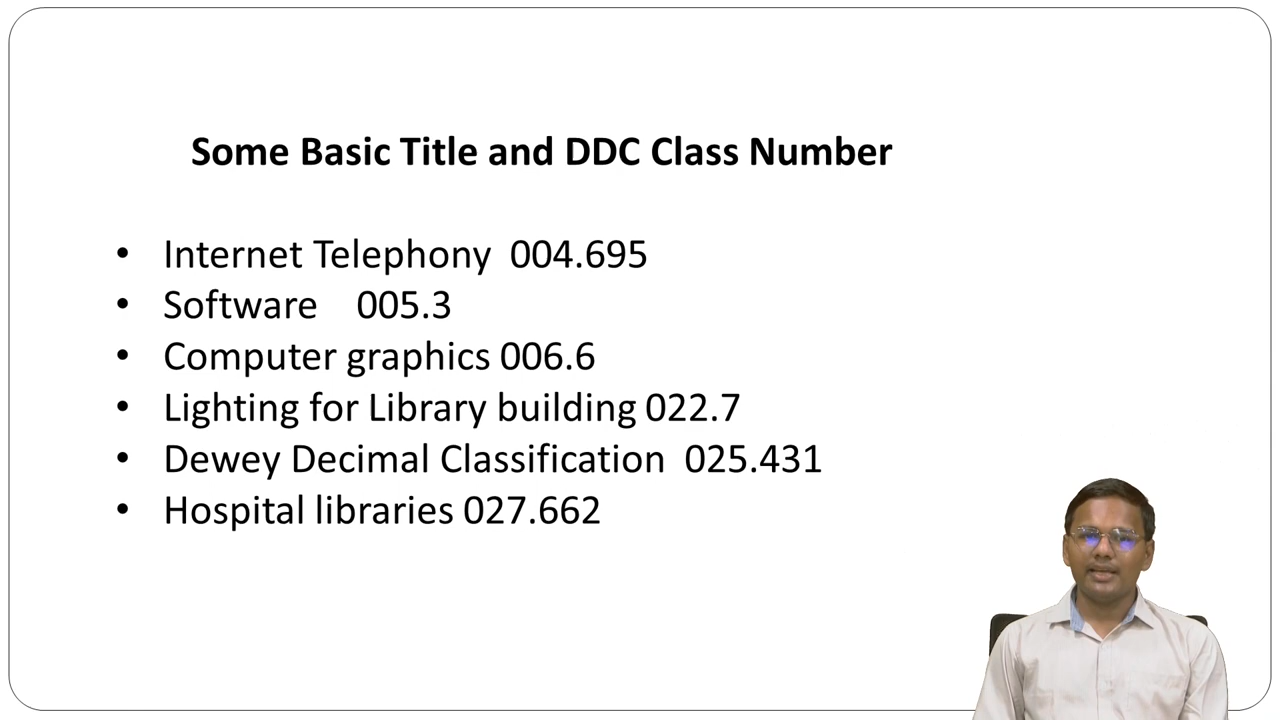 Some Basic Title and DDC Class Number
• Internet Telephony 004.695
• Software 005.3
• Computer graphics 006.6
• Lighting for Library building 022.7
• Dewey Decimal Classification 025.431
• Hospital libraries 027.662